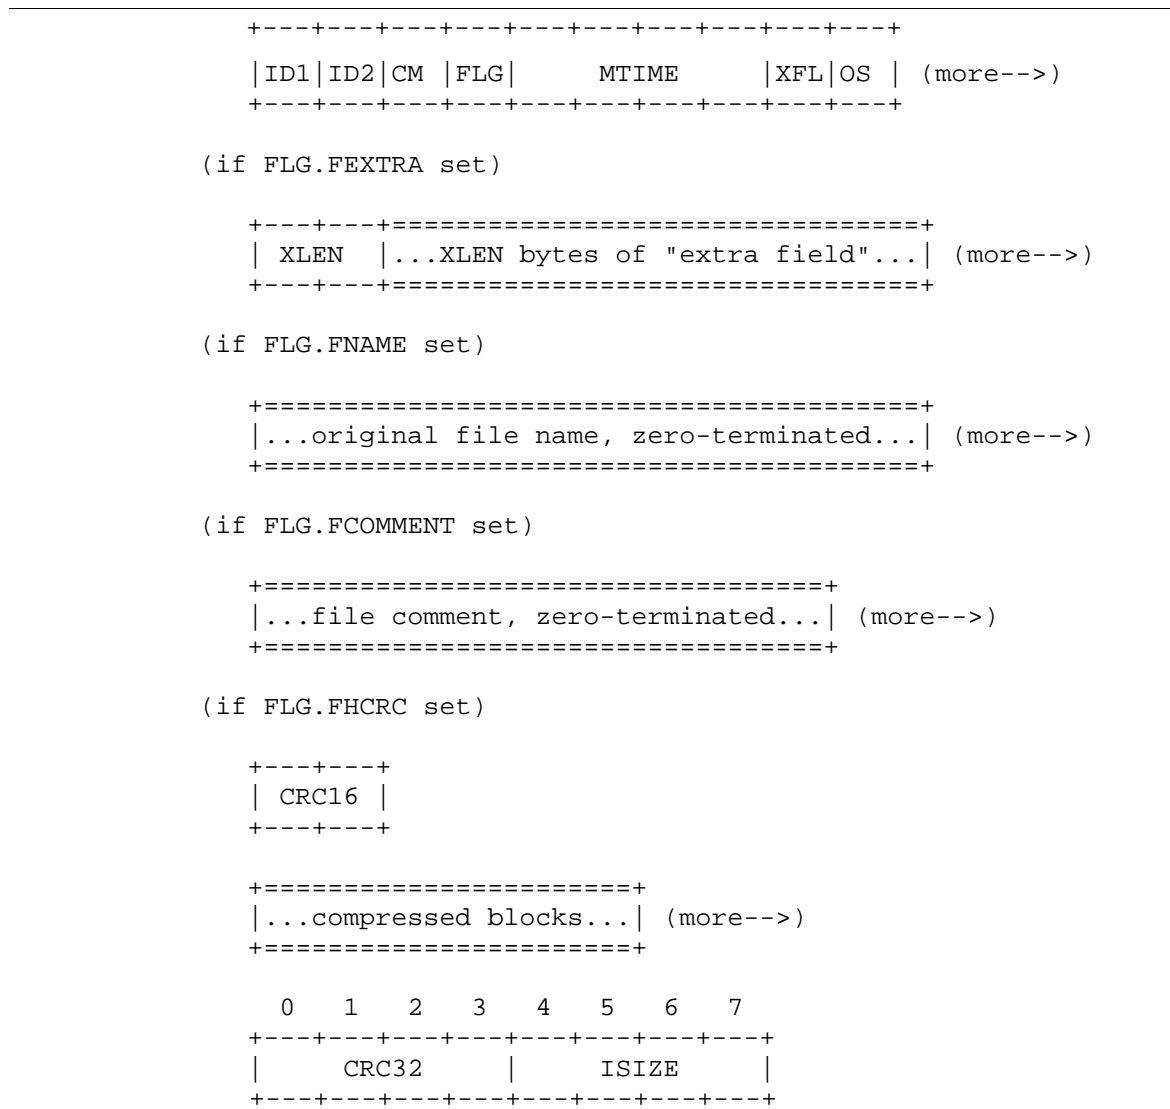 +---+---+---+---+---+---+---+---+---+---+
|ID1|ID2|CM |FLG|     MTIME     |XFL|OS | (more-->)
+---+---+---+---+---+---+---+---+---+---+
(if FLG.FEXTRA set)
+---+---+=================================+
| XLEN  |...XLEN bytes of "extra field"...| (more-->)
+---+---+=================================+
(if FLG.FNAME set)
+=========================================+
|...original file name, zero-terminated...| (more-->)
+=========================================+
(if FLG.FCOMMENT set)
+===================================+
|...file comment, zero-terminated...| (more-->)
+===================================+
(if FLG.FHCRC set)
+---+---+
| CRC16 |
+---+---+
+=======================+
|...compressed blocks...| (more-->)
+=======================+
  0   1   2   3   4   5   6   7
+---+---+---+---+---+---+---+---+
|     CRC32     |     ISIZE     |
+---+---+---+---+---+---+---+---+